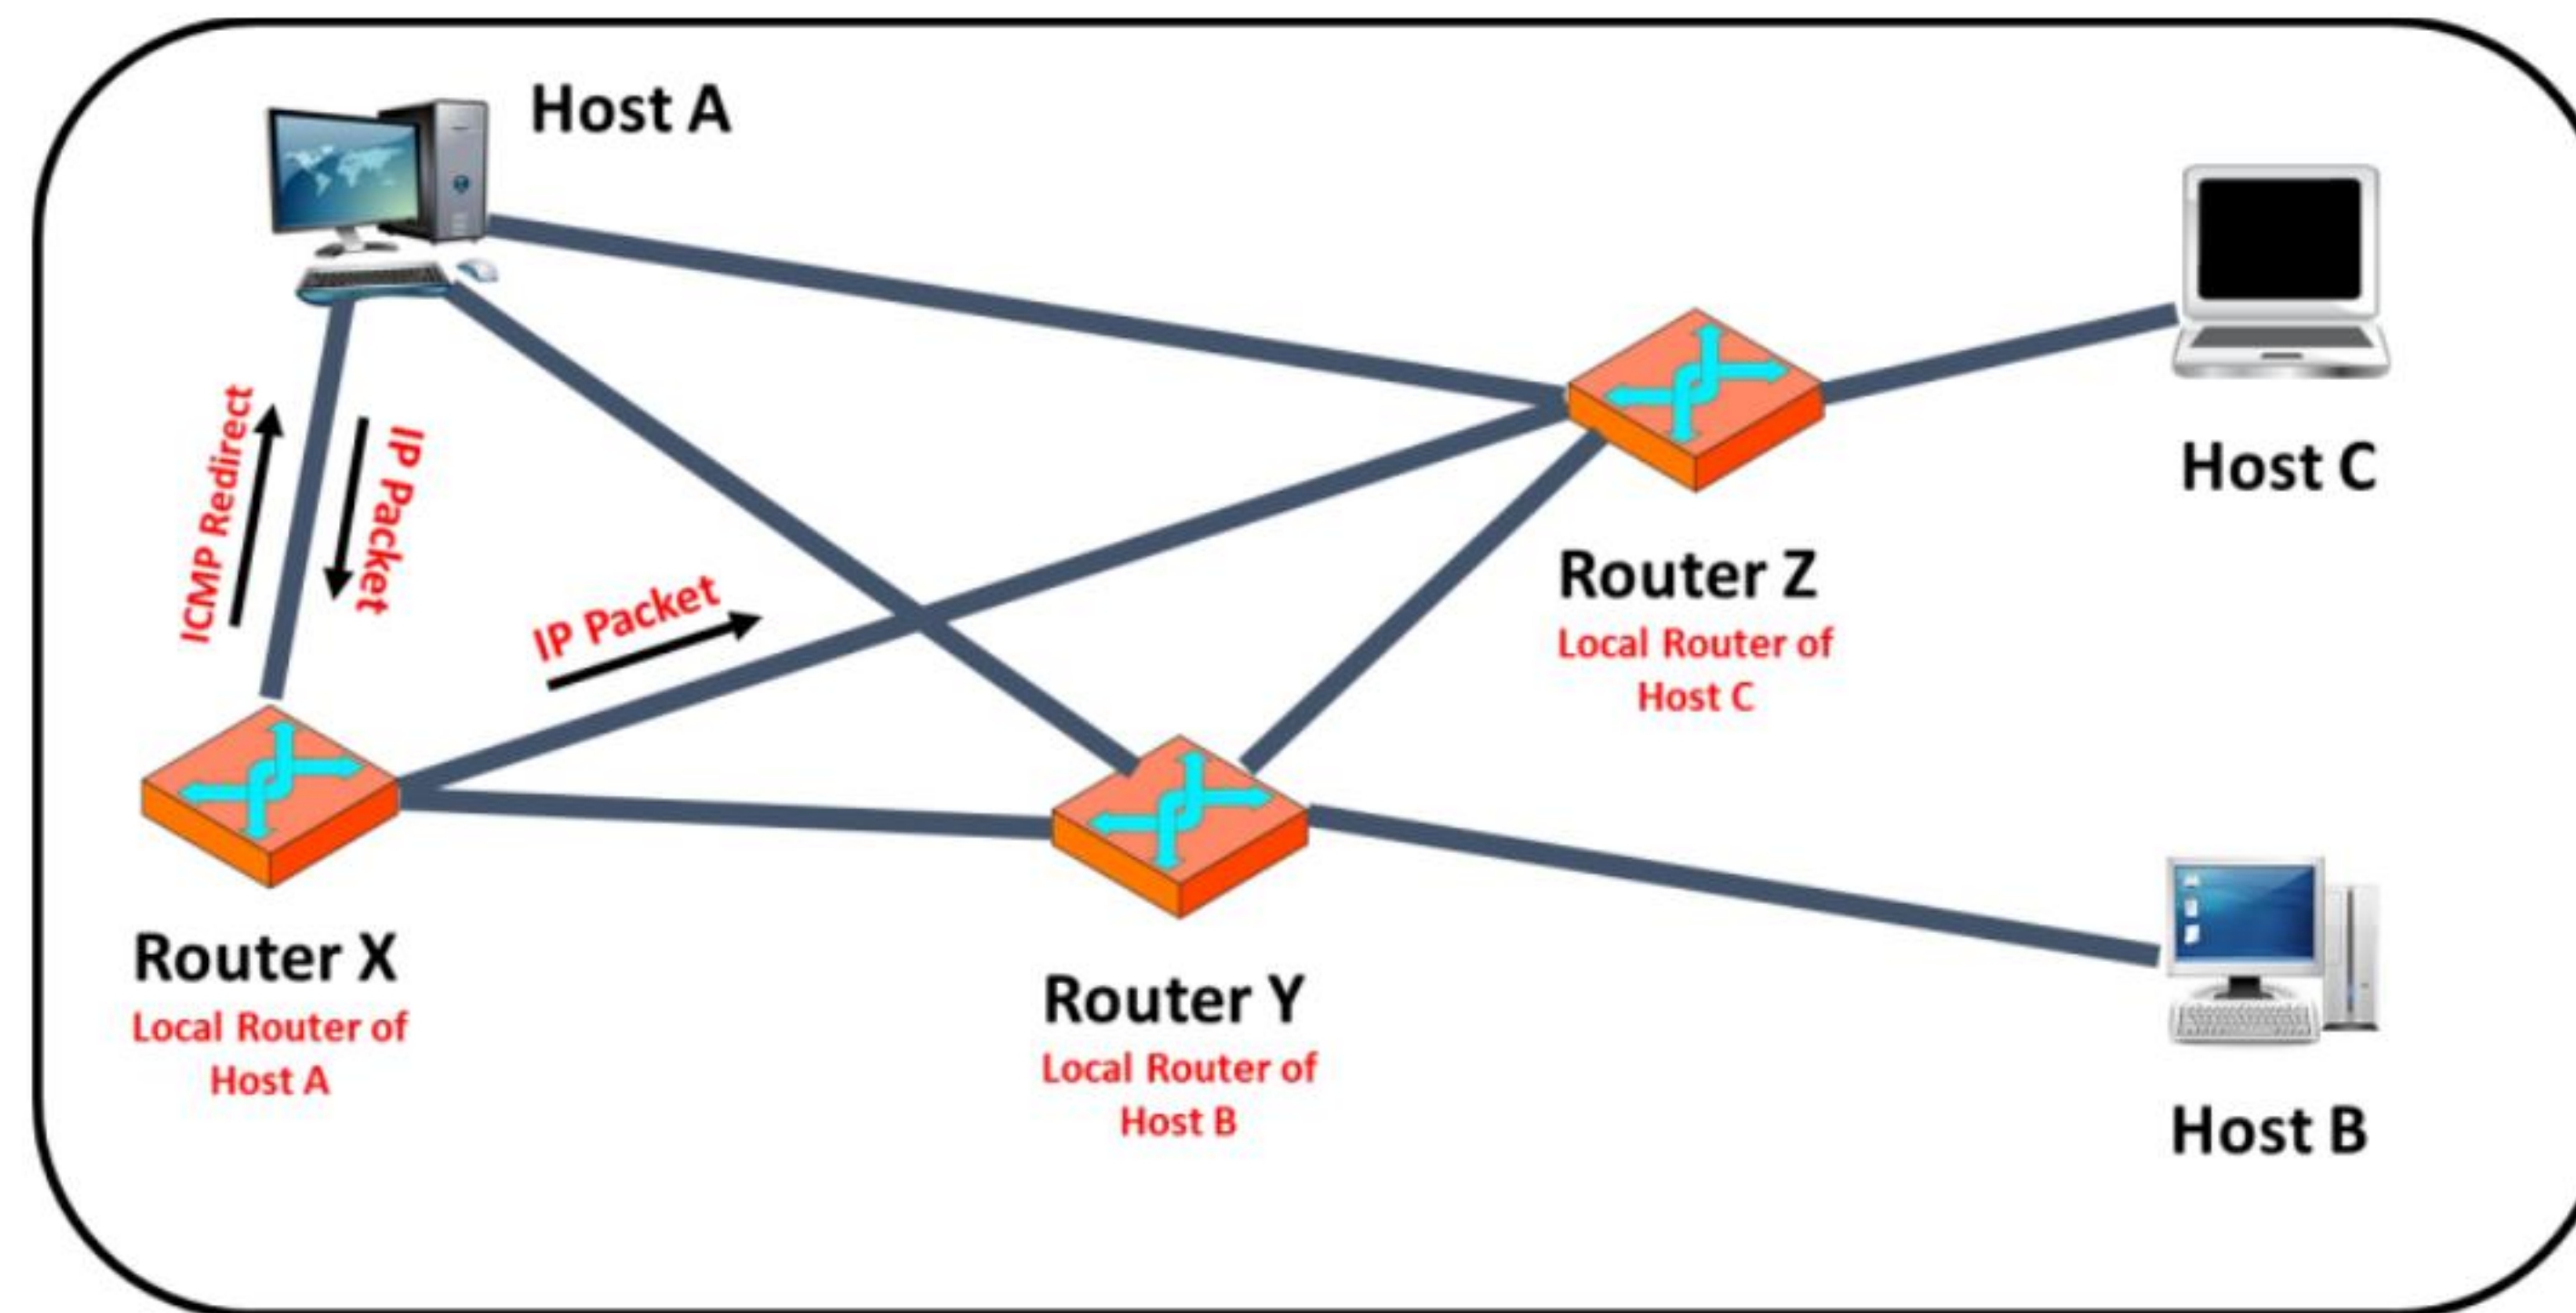 Host A
ICMP Redirect
IP Packet
IP Packet
Host C
Router Z
Local Router of
Host C
Router X
Local Router of
Host A
Router Y
Local Router of
Host B
Host B